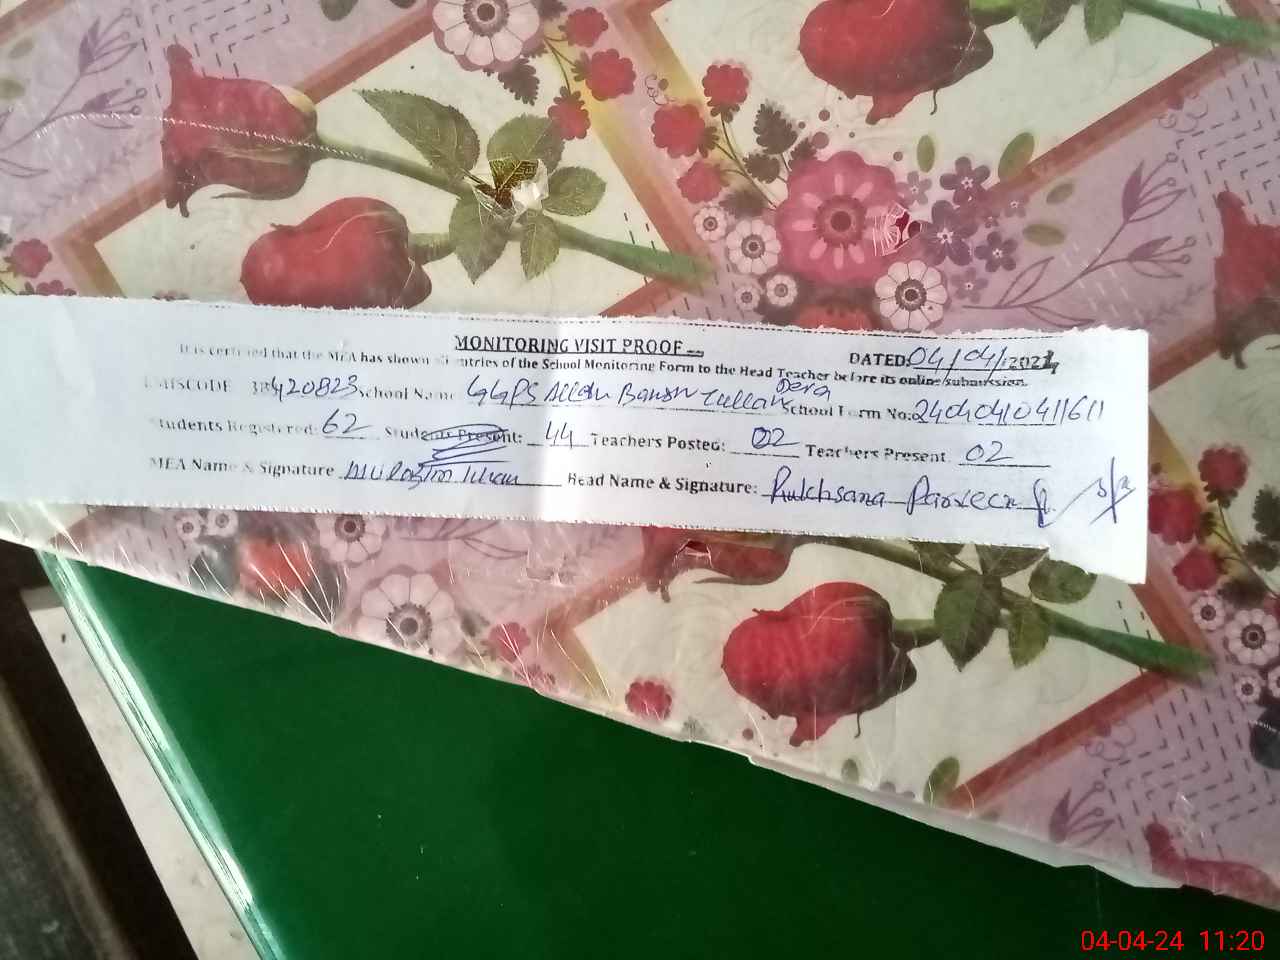 MONITORING VISIT PROOF
DATED: 04/04/2024
It is certified that the MEA has shown all entries of the School Monitoring Form to the Head Teacher before its online submission.
EMISCODE 38420823 School Name GGPS Allah Bakhsh Dera
School Form No: 24040410411611
Students Registered: 62 Students Present: 44 Teachers Posted: 02 Teachers Present 02
MEA Name & Signature Head Name & Signature: Rukhsana Parveen
04-04-24 11:20